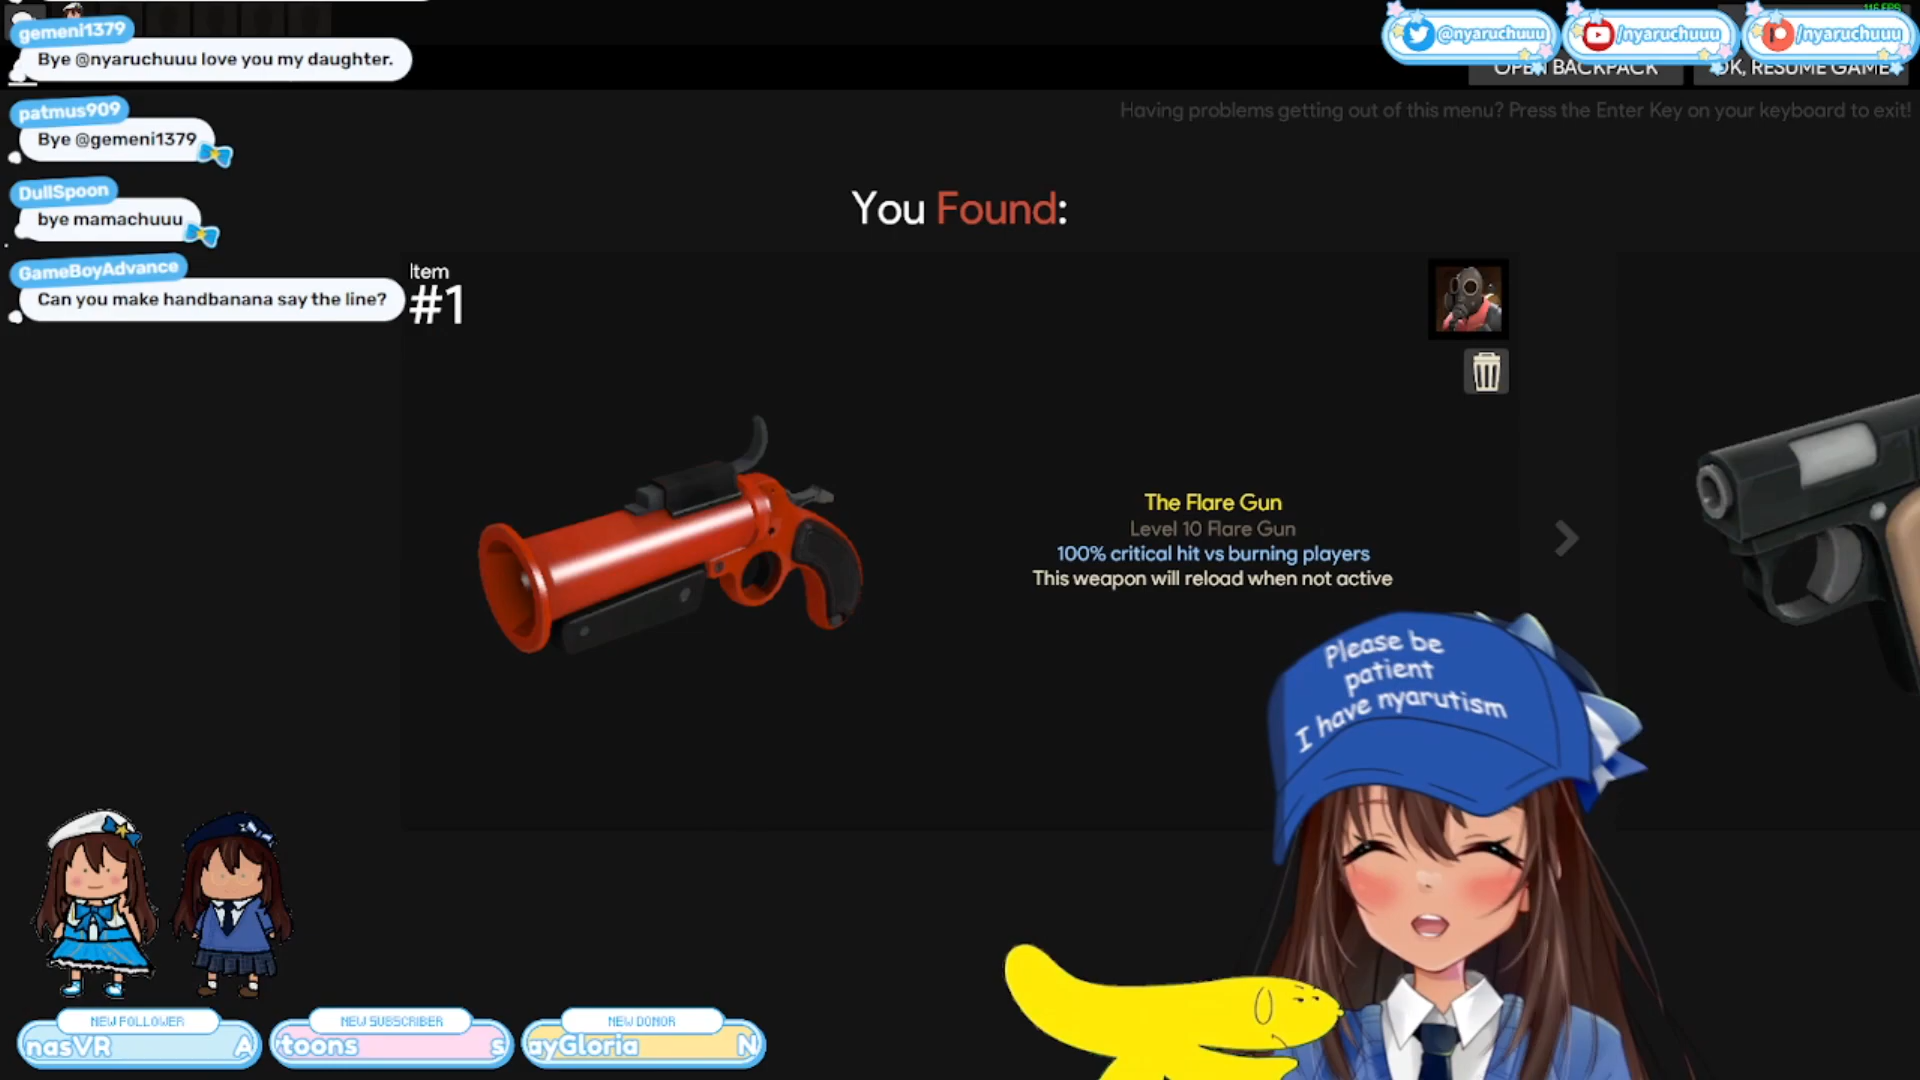 gemeni1379
Bye @nyaruchuuu love you my daughter.
patmus909
Bye @gemeni1379
DullSpoon
bye mamachuuu
GameBoyAdvance
Can you make handbanana say the line?
116 FPS
@nyaruchuuu
/nyaruchuuu
/nyaruchuuu
OPEN BACKPACK
OK, RESUME GAME
Having problems getting out of this menu? Press the Enter Key on your keyboard to exit!
You Found:
Item
#1
The Flare Gun
Level 10 Flare Gun
100% critical hit vs burning players
This weapon will reload when not active
Please be
patient
I have nyarutism
NEW FOLLOWER
nasVR A
NEW SUBSCRIBER
toons s
NEW DONOR
ayGloria N